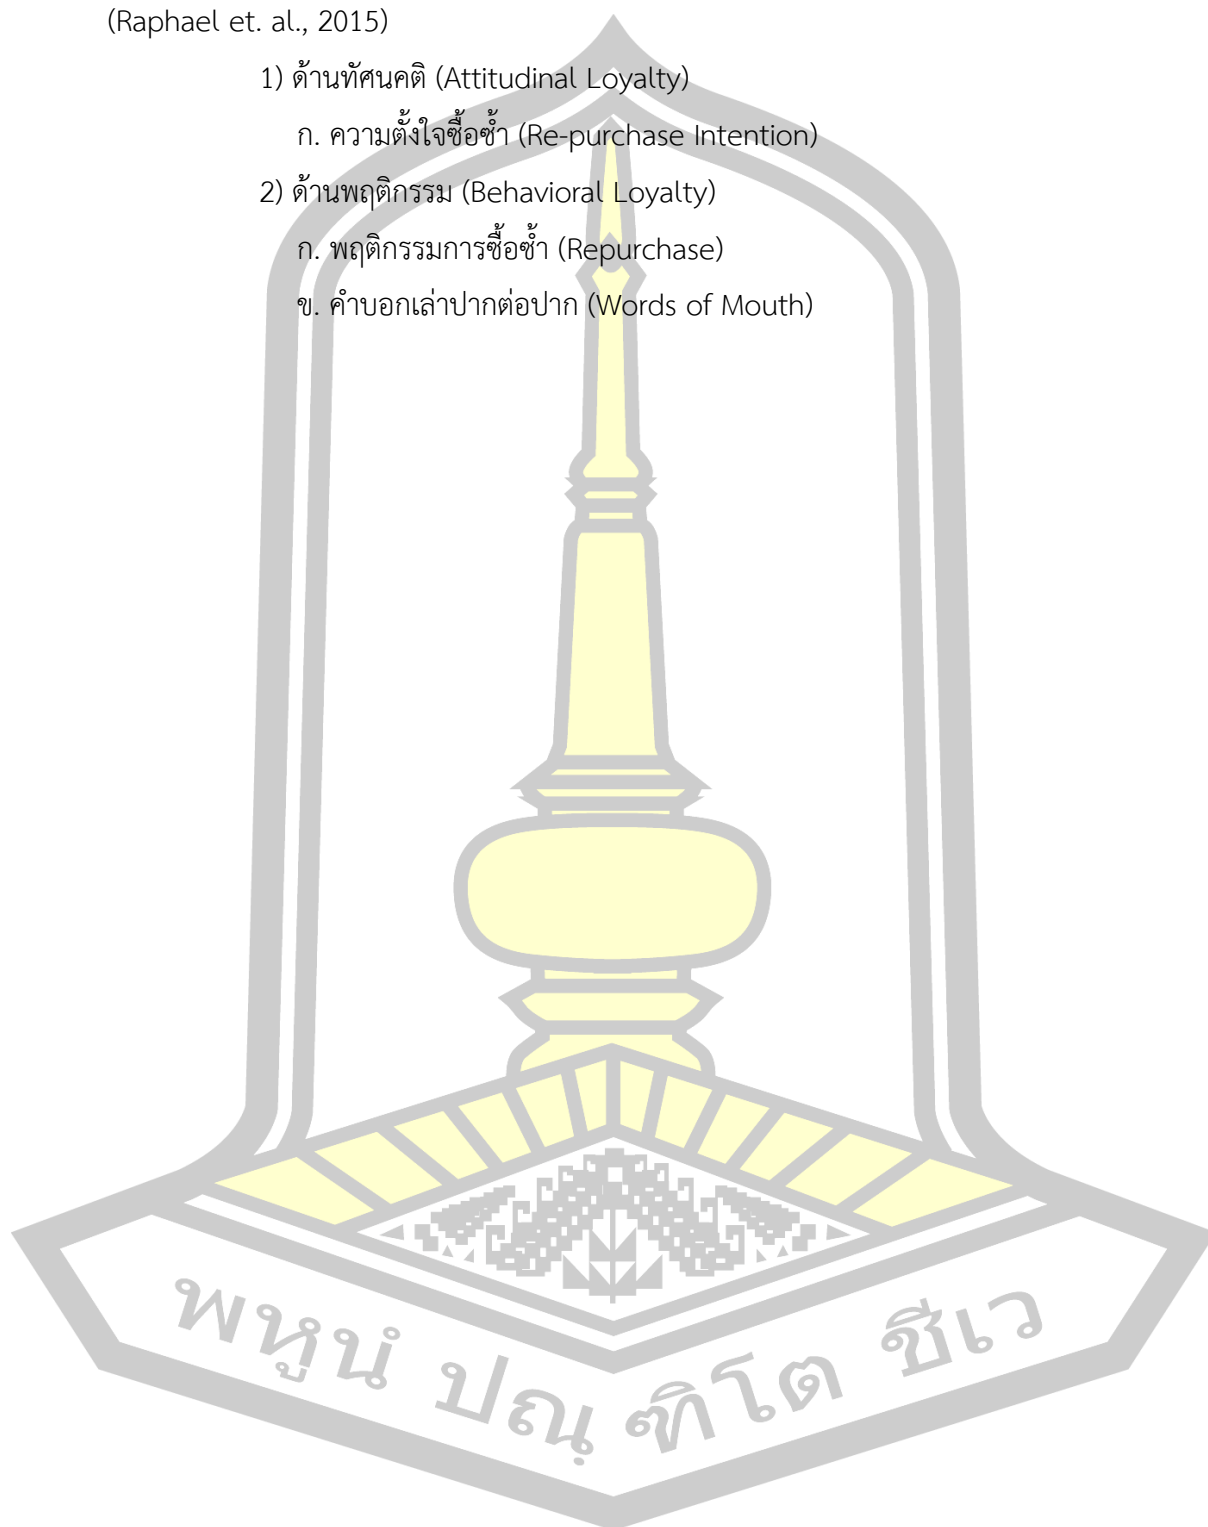 (Raphael et. al., 2015)
1) ด้านทัศนคติ (Attitudinal Loyalty)
ก. ความตั้งใจซื้อซ้ำ (Re-purchase Intention)
2) ด้านพฤติกรรม (Behavioral Loyalty)
ก. พฤติกรรมการซื้อซ้ำ (Repurchase)
ข. คำบอกเล่าปากต่อปาก (Words of Mouth)
พหูนํ ปณฺฑิโต ชีเว